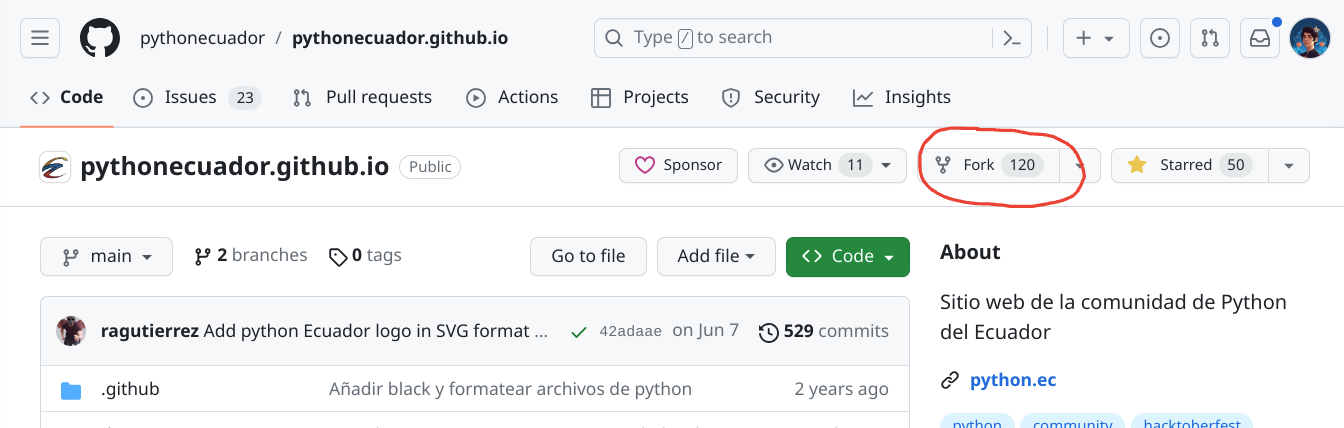 pythonecuador / pythonecuador.github.io Type / to search
Code Issues 23 Pull requests Actions Projects Security Insights
pythonecuador.github.io Public Sponsor Watch 11 Fork 120 Starred 50
main 2 branches 0 tags Go to file Add file Code
ragutierrez Add python Ecuador logo in SVG format ... 42adaae on Jun 7 529 commits
.github Añadir black y formatear archivos de python 2 years ago
About
Sitio web de la comunidad de Python
del Ecuador
python.ec
python community hacktoberfest